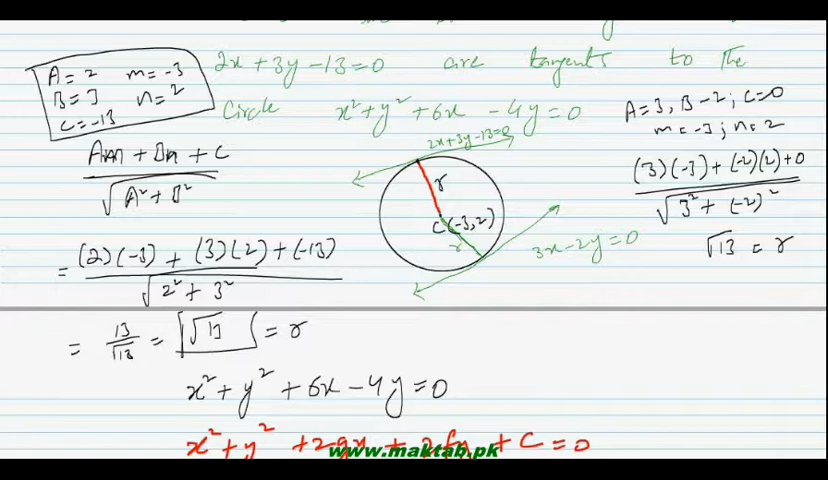 2x + 3y - 13 = 0 are tangents to the
Circle x² + y² + 6x - 4y = 0
A = 2 m = -3
B = 3 n = 2
C = -13
Am + Bn + C
√A² + B²
= (2)(-3) + (3)(2) + (-13)
√2² + 3²
= 13/√13 = √13 = r
2x+3y-13=0
r
C(-3,2)
r
3x - 2y = 0
A = 3, B - 2; C = 0
m = -3; n = 2
(3)(-3) + (-2)(2) + 0
√3² + (-2)²
√13 = r
x² + y² + 6x - 4y = 0
x² + y² + 2gx + 2fy + C = 0
www.maktab.pk